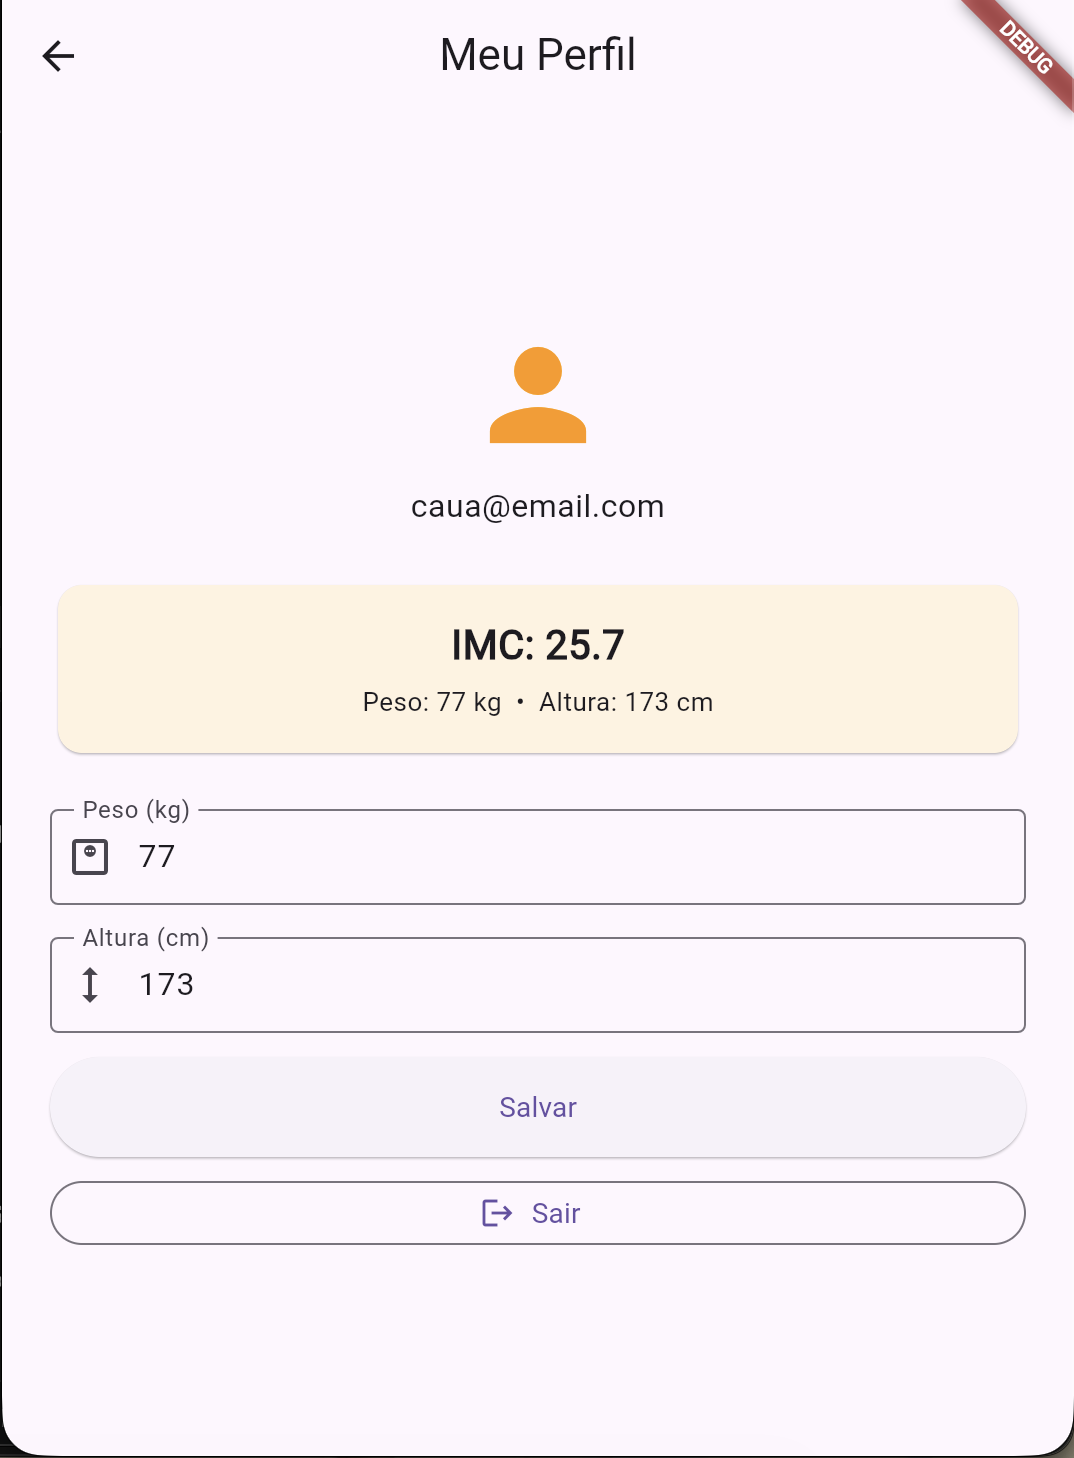 Meu Perfil
DEBUG
caua@email.com
IMC: 25.7
Peso: 77 kg • Altura: 173 cm
Peso (kg)
77
Altura (cm)
173
Salvar
Sair